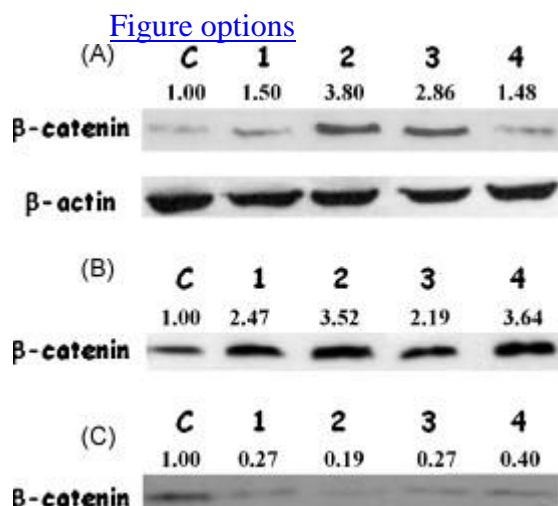 Figure options
(A) C 1 2 3 4
1.00 1.50 3.80 2.86 1.48
β-catenin
β-actin
(B) C 1 2 3 4
1.00 2.47 3.52 2.19 3.64
β-catenin
(C) C 1 2 3 4
1.00 0.27 0.19 0.27 0.40
β-catenin